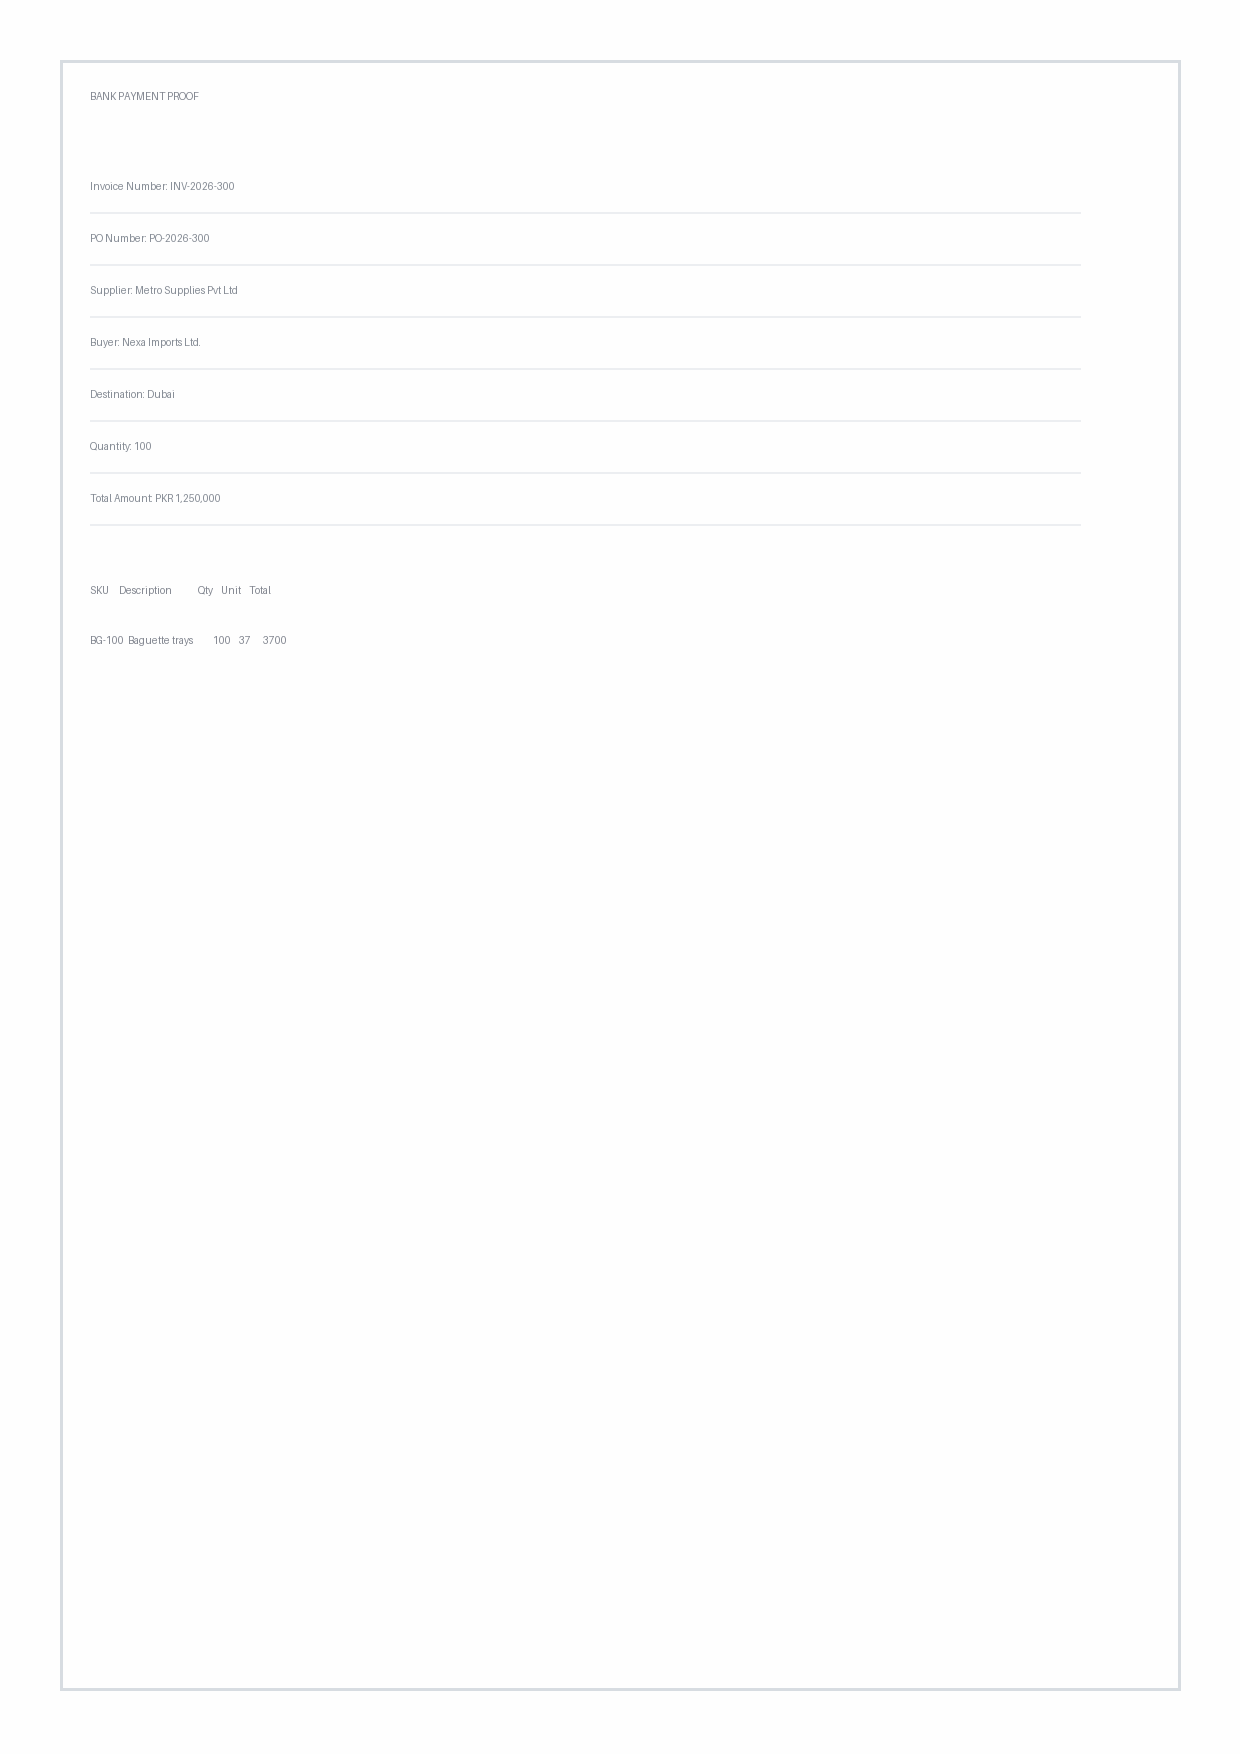 BANK PAYMENT PROOF
Invoice Number: INV-2026-300
PO Number: PO-2026-300
Supplier: Metro Supplies Pvt Ltd
Buyer: Nexa Imports Ltd.
Destination: Dubai
Quantity: 100
Total Amount: PKR 1,250,000
SKU Description Qty Unit Total
BG-100 Baguette trays 100 37 3700